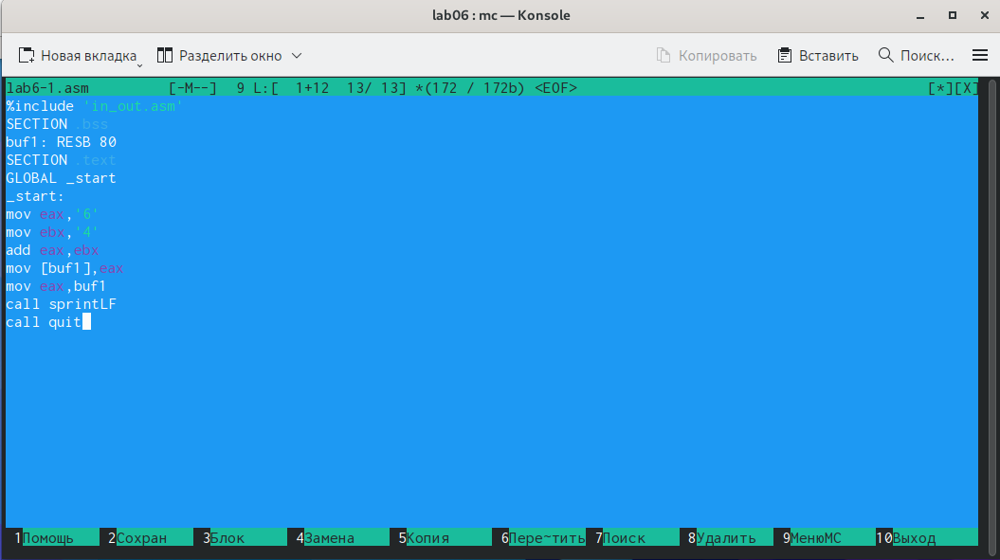 lab06 : mc — Konsole
Новая вкладка Разделить окно Копировать Вставить Поиск...
lab6-1.asm [-M--] 9 L:[ 1+12 13/ 13] *(172 / 172b) <EOF> [*][X]
%include 'in_out.asm'
SECTION .bss
buf1: RESB 80
SECTION .text
GLOBAL _start
_start:
mov eax,'6'
mov ebx,'4'
add eax,ebx
mov [buf1],eax
mov eax,buf1
call sprintLF
call quit
1Помощь 2Сохран 3Блок 4Замена 5Копия 6Пере~тить 7Поиск 8Удалить 9МенюМС 10Выход